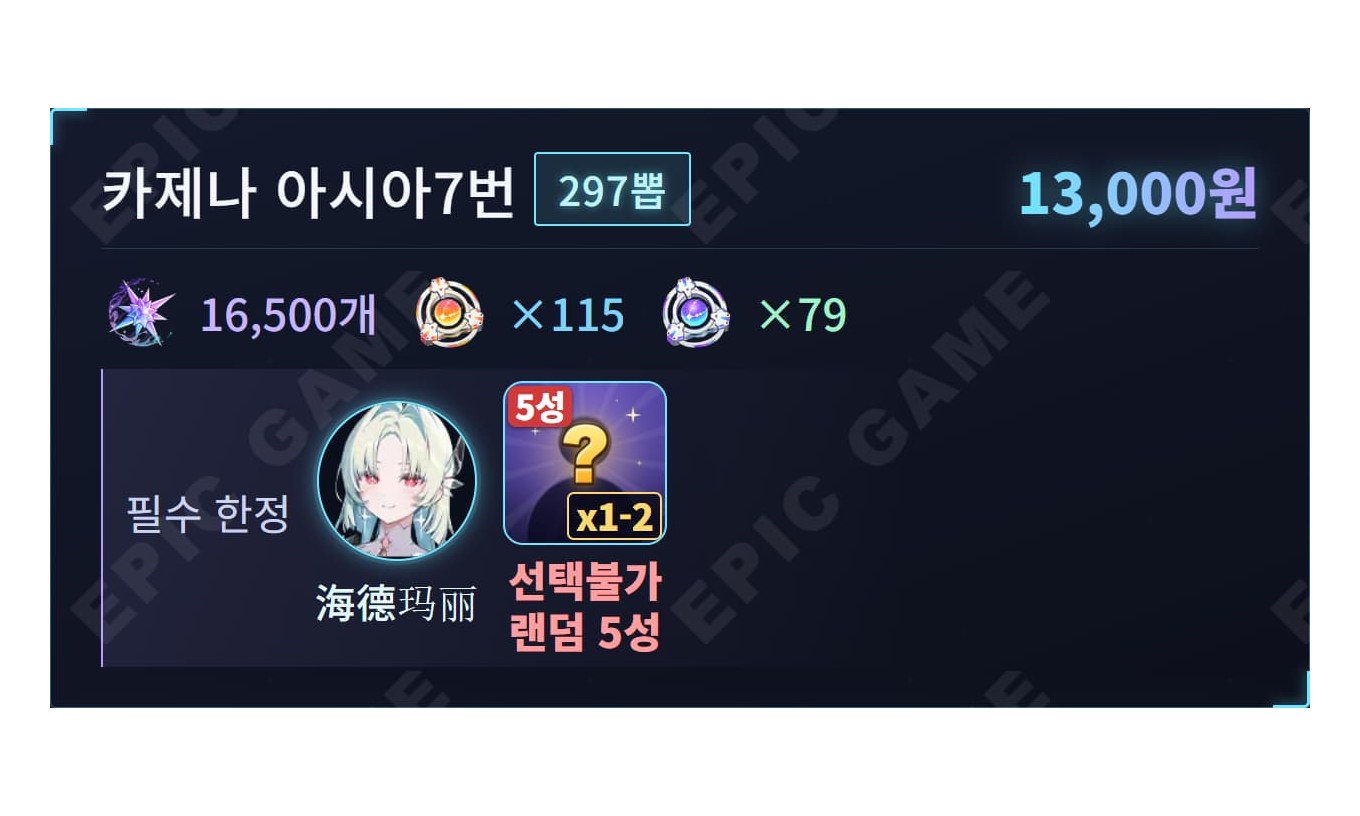 카제나 아시아7번 297뽑 13,000원
16,500개 ×115 ×79
필수 한정
海德玛丽
5성
?
x1-2
선택불가
랜덤 5성
EPIC GAME
EPIC GAME